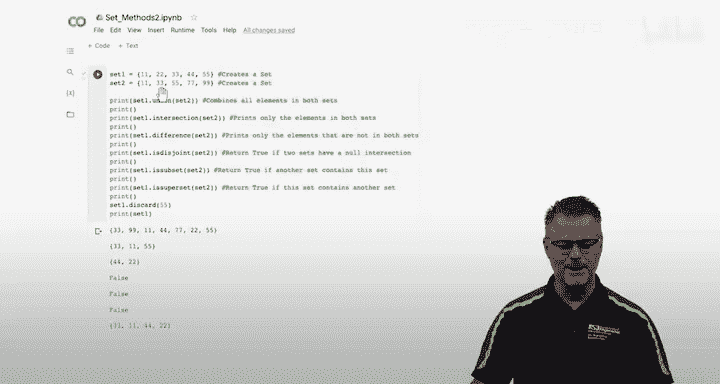 Set_Methods2.ipynb
File Edit View Insert Runtime Tools Help All changes saved
+ Code + Text
set1 = {11, 22, 33, 44, 55} #Creates a Set
set2 = {11, 33, 55, 77, 99} #Creates a Set
print(set1.union(set2)) #Combines all elements in both sets
print()
print(set1.intersection(set2)) #Prints only the elements in both sets
print()
print(set1.difference(set2)) #Prints only the elements that are not in both sets
print()
print(set1.isdisjoint(set2)) #Return True if two sets have a null intersection
print()
print(set1.issubset(set2)) #Return True if another set contains this set
print()
print(set1.issuperset(set2)) #Return True if this set contains another set
print()
set1.discard(55)
print(set1)
{33, 99, 11, 44, 77, 22, 55}
{33, 11, 55}
{44, 22}
False
False
False
{33, 11, 44, 22}